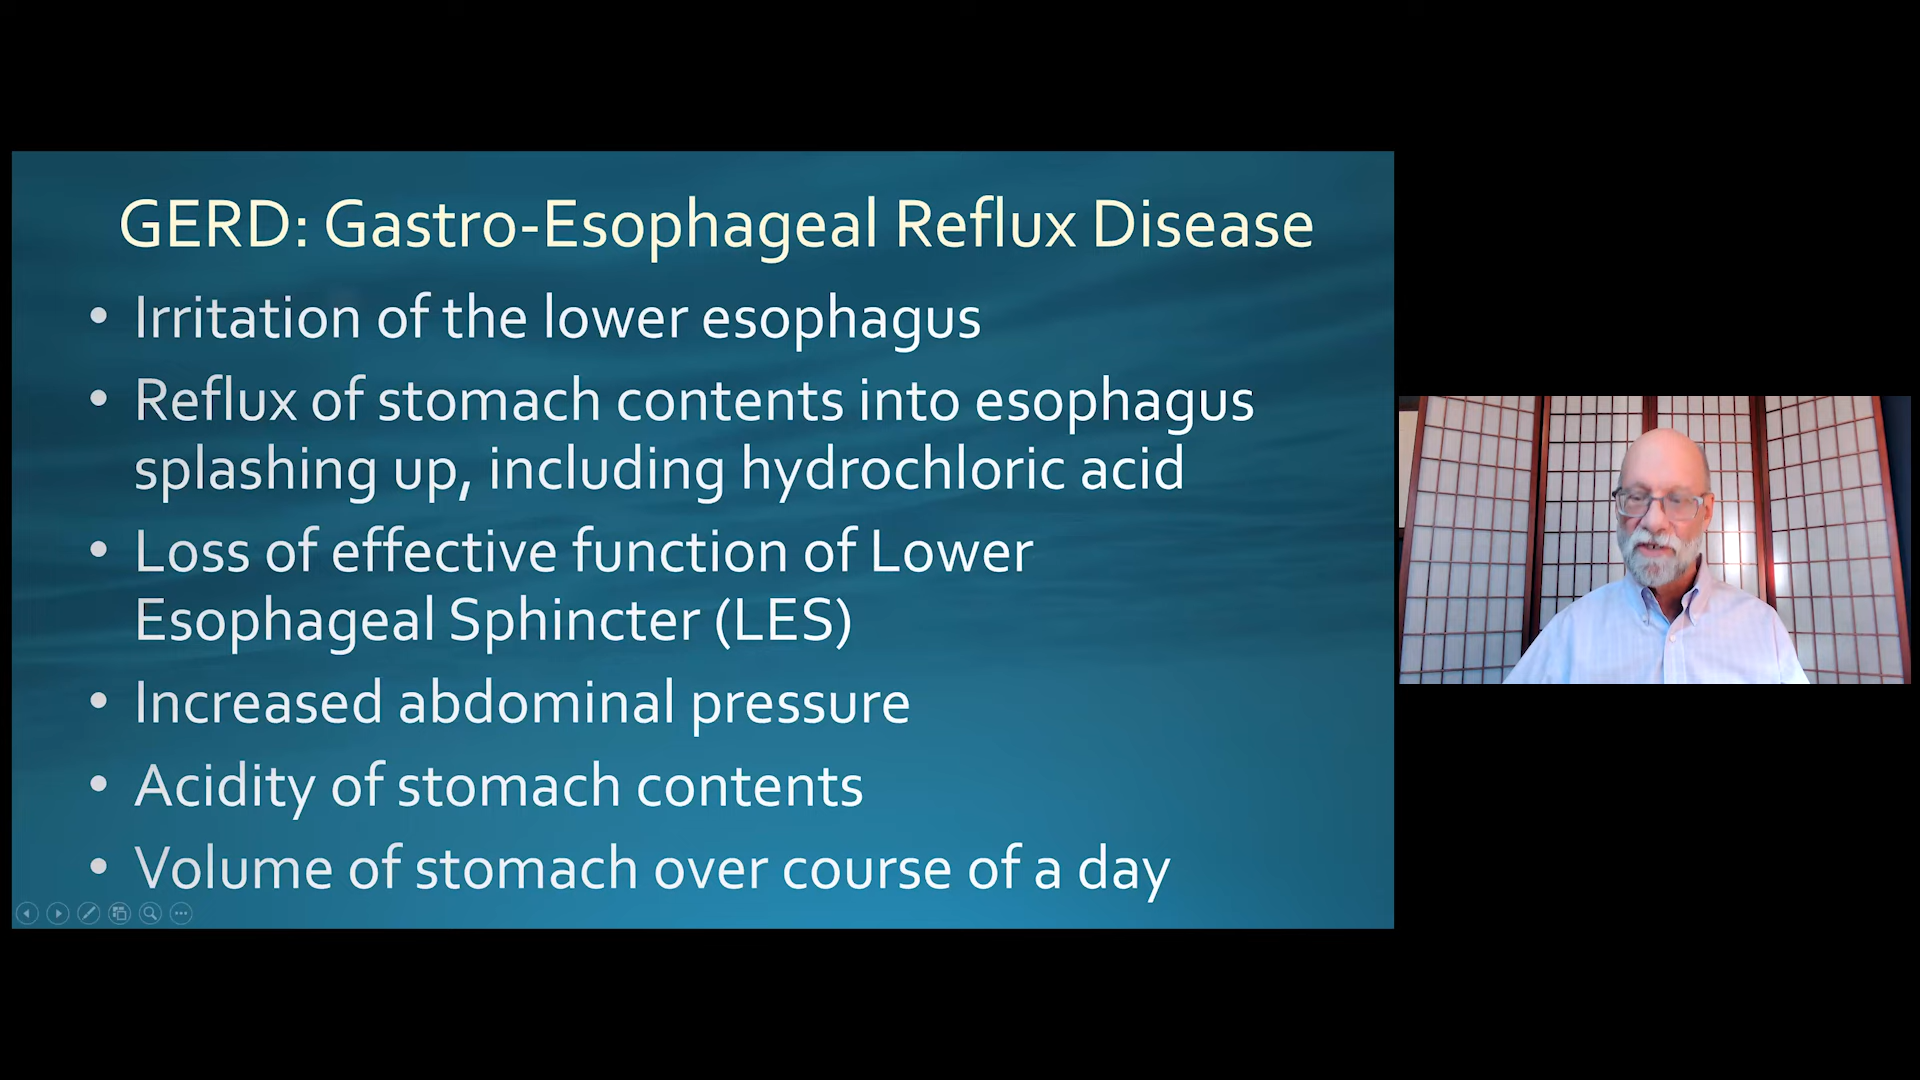 GERD: Gastro-Esophageal Reflux Disease
• Irritation of the lower esophagus
• Reflux of stomach contents into esophagus
splashing up, including hydrochloric acid
• Loss of effective function of Lower
Esophageal Sphincter (LES)
• Increased abdominal pressure
• Acidity of stomach contents
• Volume of stomach over course of a day